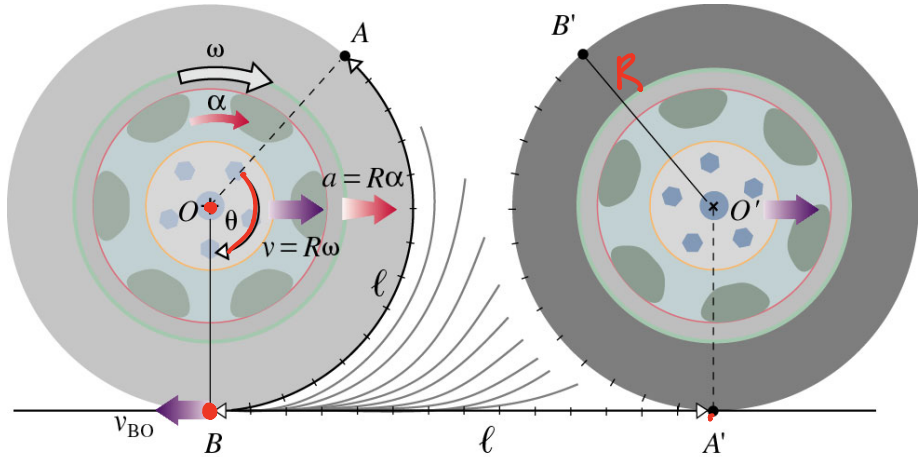 A
B'
ω
R
α
a = Rα
O
θ
O'
v = Rω
ℓ
v_BO
B
ℓ
A'